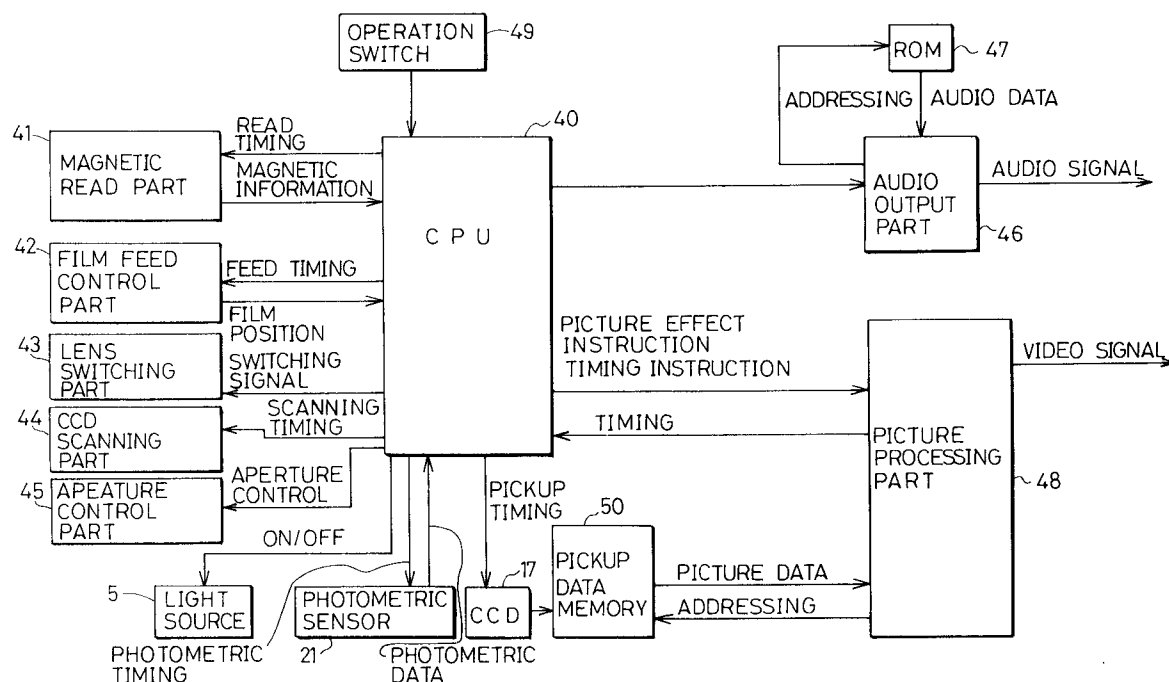 OPERATION
SWITCH
49
ROM
47
ADDRESSING
AUDIO DATA
41
MAGNETIC
READ PART
READ
TIMING
MAGNETIC
INFORMATION
40
CPU
AUDIO
OUTPUT
PART
46
AUDIO SIGNAL
42
FILM FEED
CONTROL
PART
FEED TIMING
FILM
POSITION
43
LENS
SWITCHING
PART
SWITCHING
SIGNAL
PICTURE EFFECT
INSTRUCTION
TIMING INSTRUCTION
VIDEO SIGNAL
44
CCD
SCANNING
PART
SCANNING
TIMING
TIMING
PICTURE
PROCESSING
PART
48
45
APEATURE
CONTROL
PART
APERTURE
CONTROL
PICKUP
TIMING
50
PICKUP
DATA
MEMORY
PICTURE DATA
ADDRESSING
ON/OFF
5
LIGHT
SOURCE
PHOTOMETRIC
SENSOR
21
17
CCD
PHOTOMETRIC
TIMING
PHOTOMETRIC
DATA